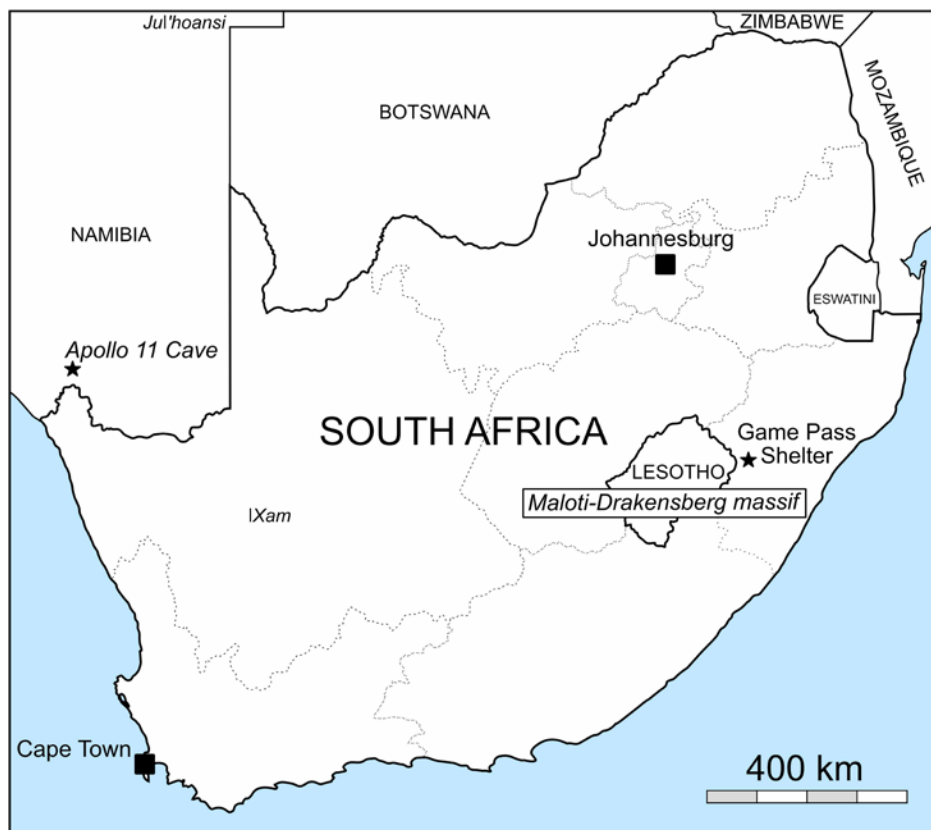 Ju|'hoansi
ZIMBABWE
MOZAMBIQUE
BOTSWANA
NAMIBIA
Johannesburg
ESWATINI
Apollo 11 Cave
SOUTH AFRICA
Game Pass
Shelter
LESOTHO
Maloti-Drakensberg massif
|Xam
Cape Town
400 km